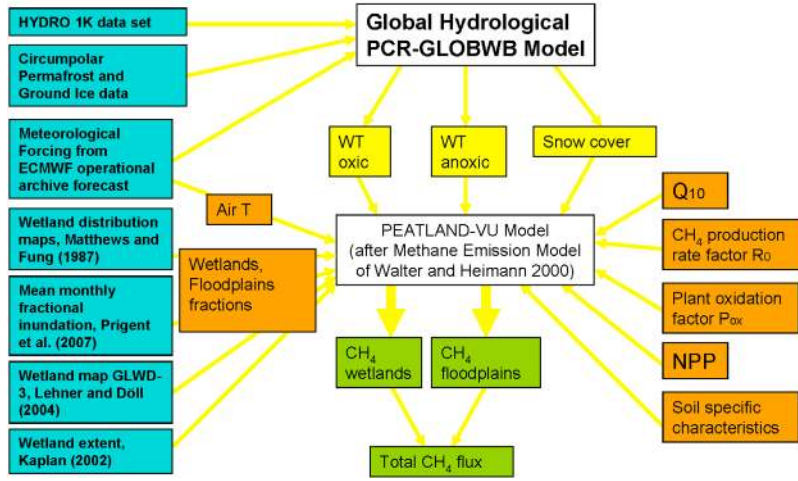 HYDRO 1K data set
Circumpolar
Permafrost and
Ground Ice data
Meteorological
Forcing from
ECMWF operational
archive forecast
Wetland distribution
maps, Matthews and
Fung (1987)
Mean monthly
fractional
inundation, Prigent
et al. (2007)
Wetland map GLWD-
3, Lehner and Döll
(2004)
Wetland extent,
Kaplan (2002)
Global Hydrological
PCR-GLOBWB Model
WT
oxic
WT
anoxic
Snow cover
Air T
Wetlands,
Floodplains
fractions
PEATLAND-VU Model
(after Methane Emission Model
of Walter and Heimann 2000)
Q10
CH4 production
rate factor R0
Plant oxidation
factor Pox
NPP
Soil specific
characteristics
CH4
wetlands
CH4
floodplains
Total CH4 flux